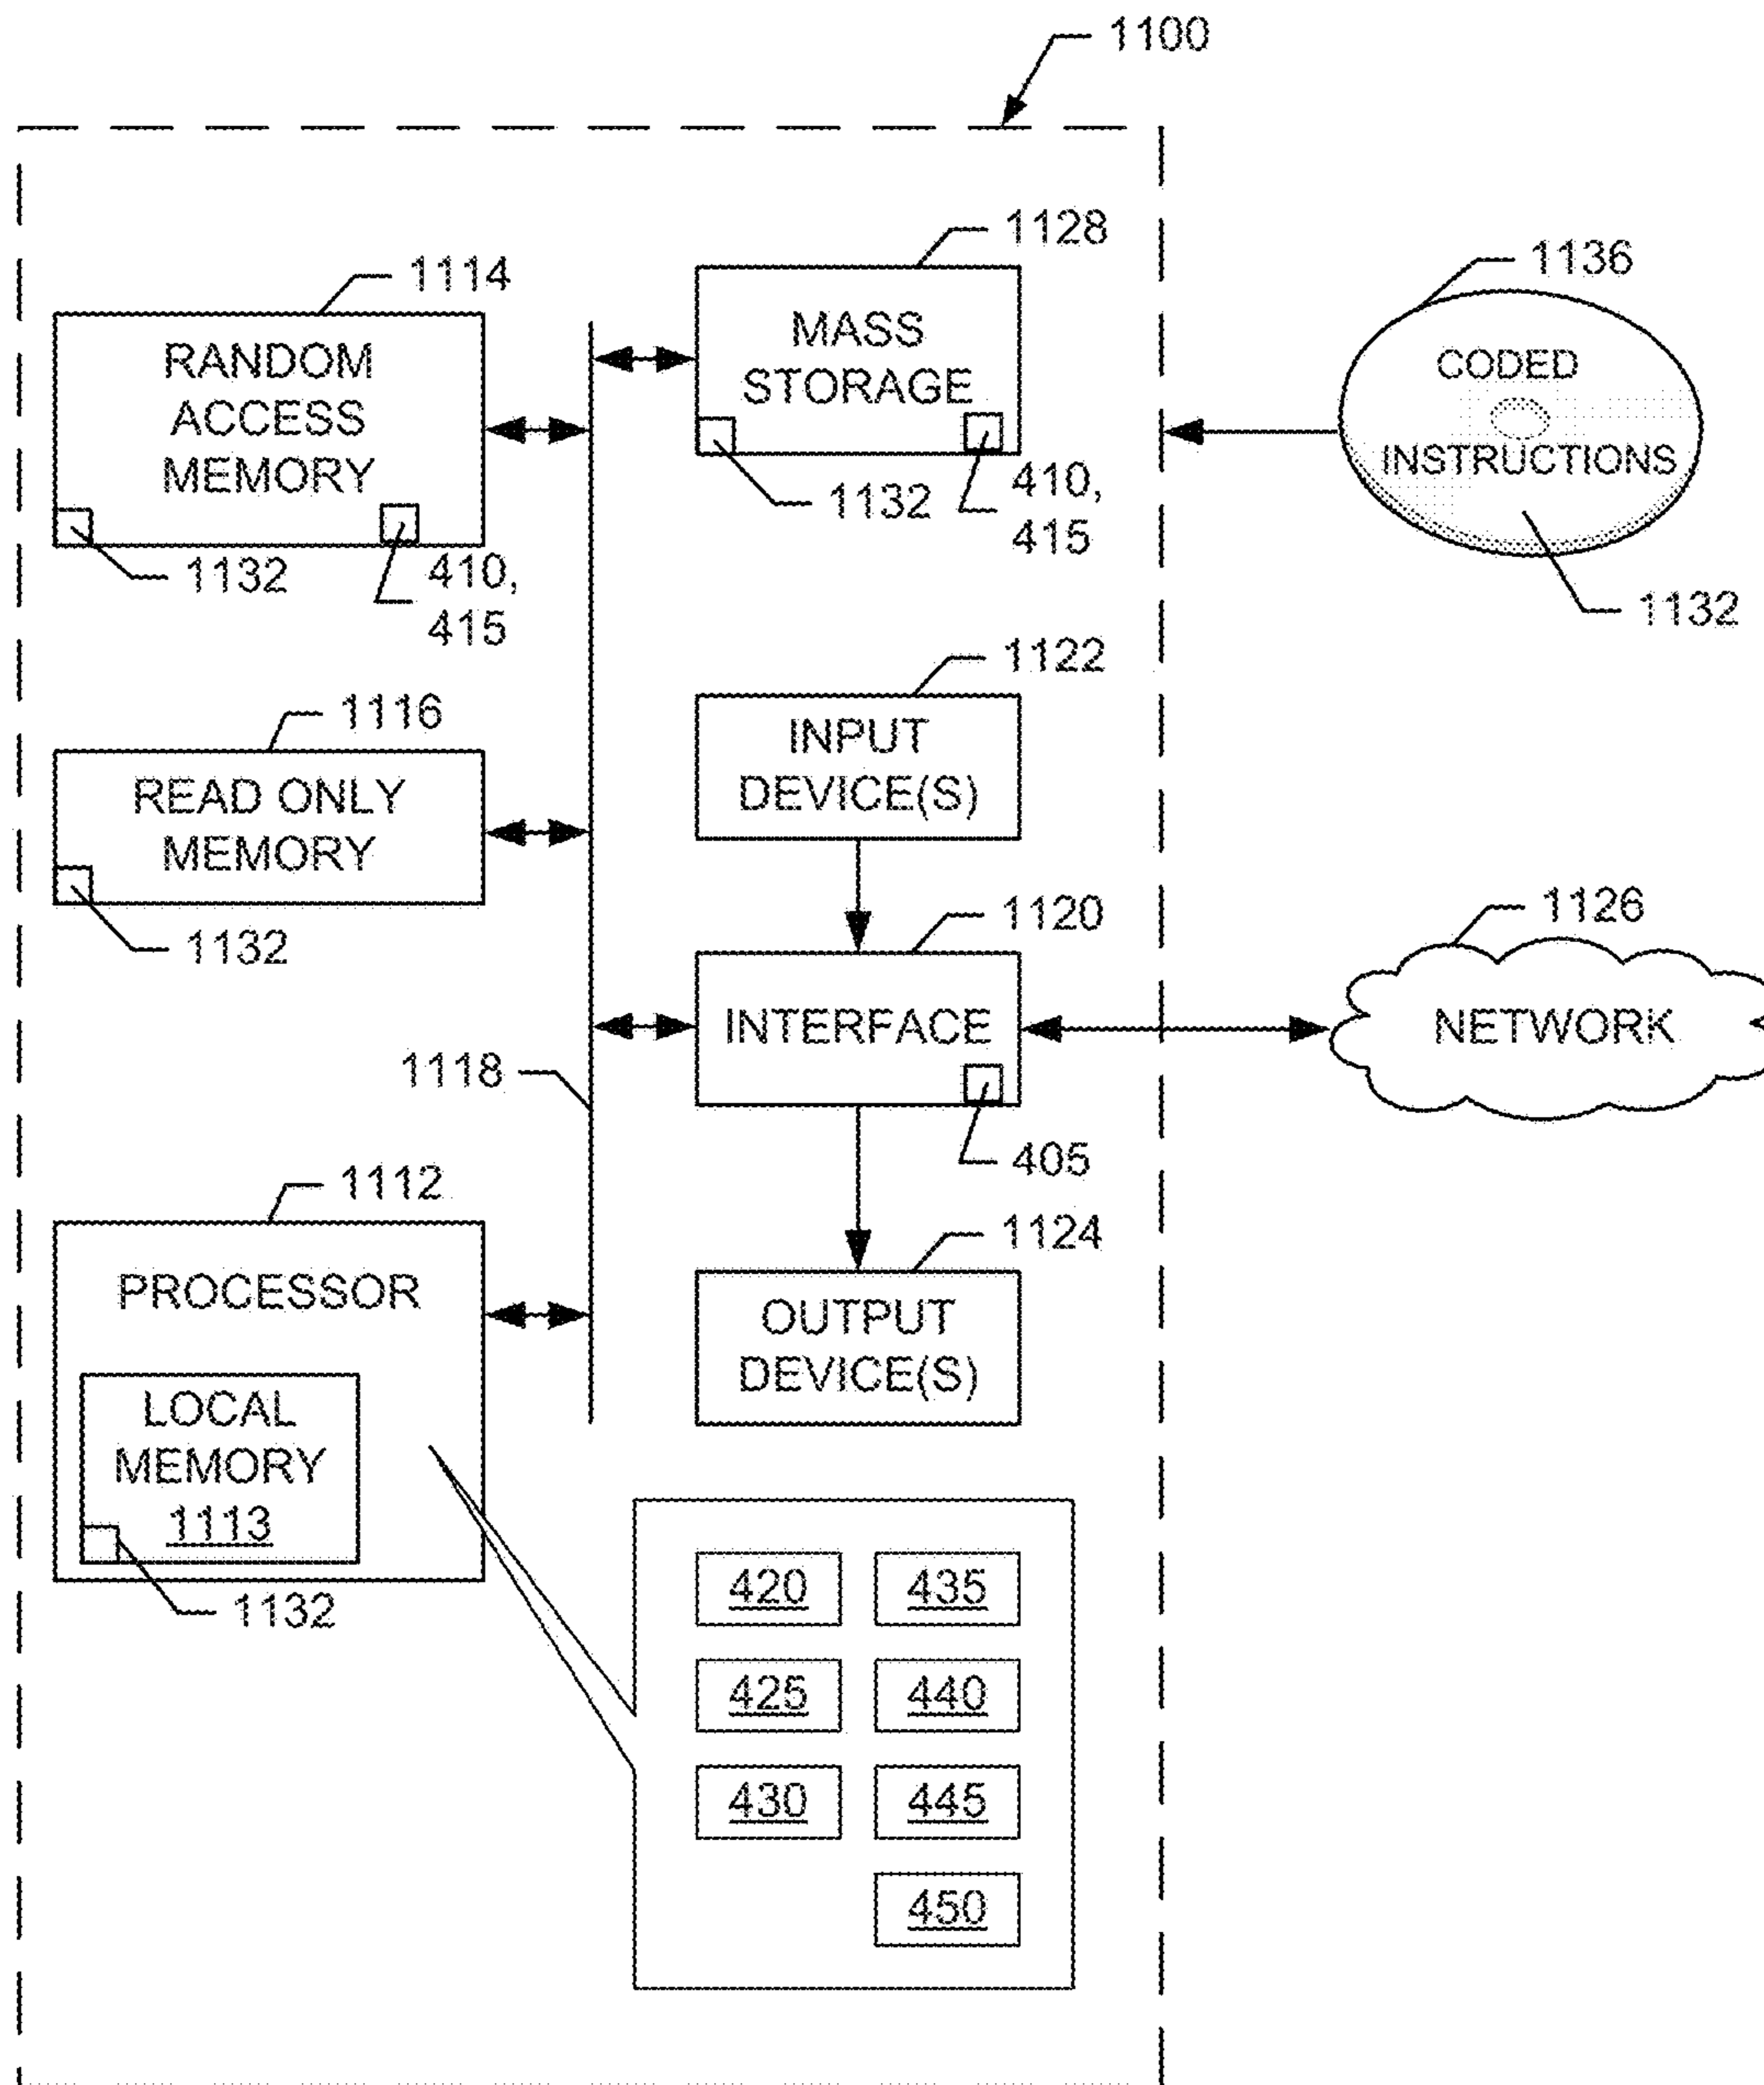 1100
1128
1114
1136
MASS
STORAGE
RANDOM
ACCESS
MEMORY
CODED
INSTRUCTIONS
1132
410,
415
1132
410,
415
1132
1122
1116
INPUT
DEVICE(S)
READ ONLY
MEMORY
1132
1120
1126
INTERFACE
NETWORK
1118
405
1112
1124
PROCESSOR
OUTPUT
DEVICE(S)
LOCAL
MEMORY
1113
1132
420
435
425
440
430
445
450